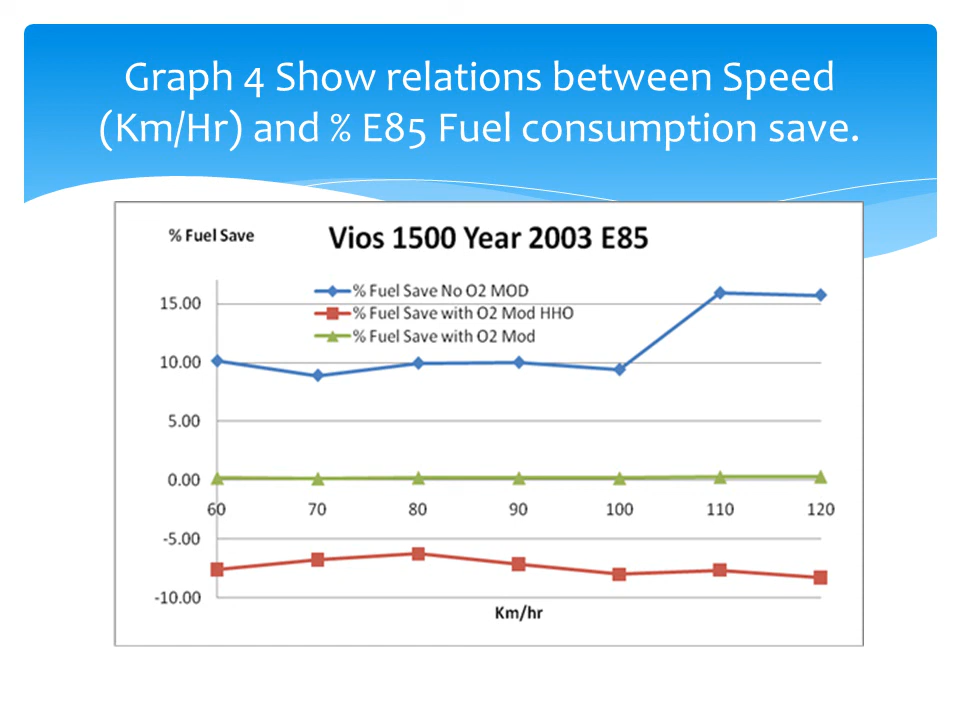 Graph 4 Show relations between Speed
(Km/Hr) and % E85 Fuel consumption save.
% Fuel Save
Vios 1500 Year 2003 E85
% Fuel Save No O2 MOD
% Fuel Save with O2 Mod HHO
% Fuel Save with O2 Mod
15.00
10.00
5.00
0.00
60 70 80 90 100 110 120
-5.00
-10.00
Km/hr